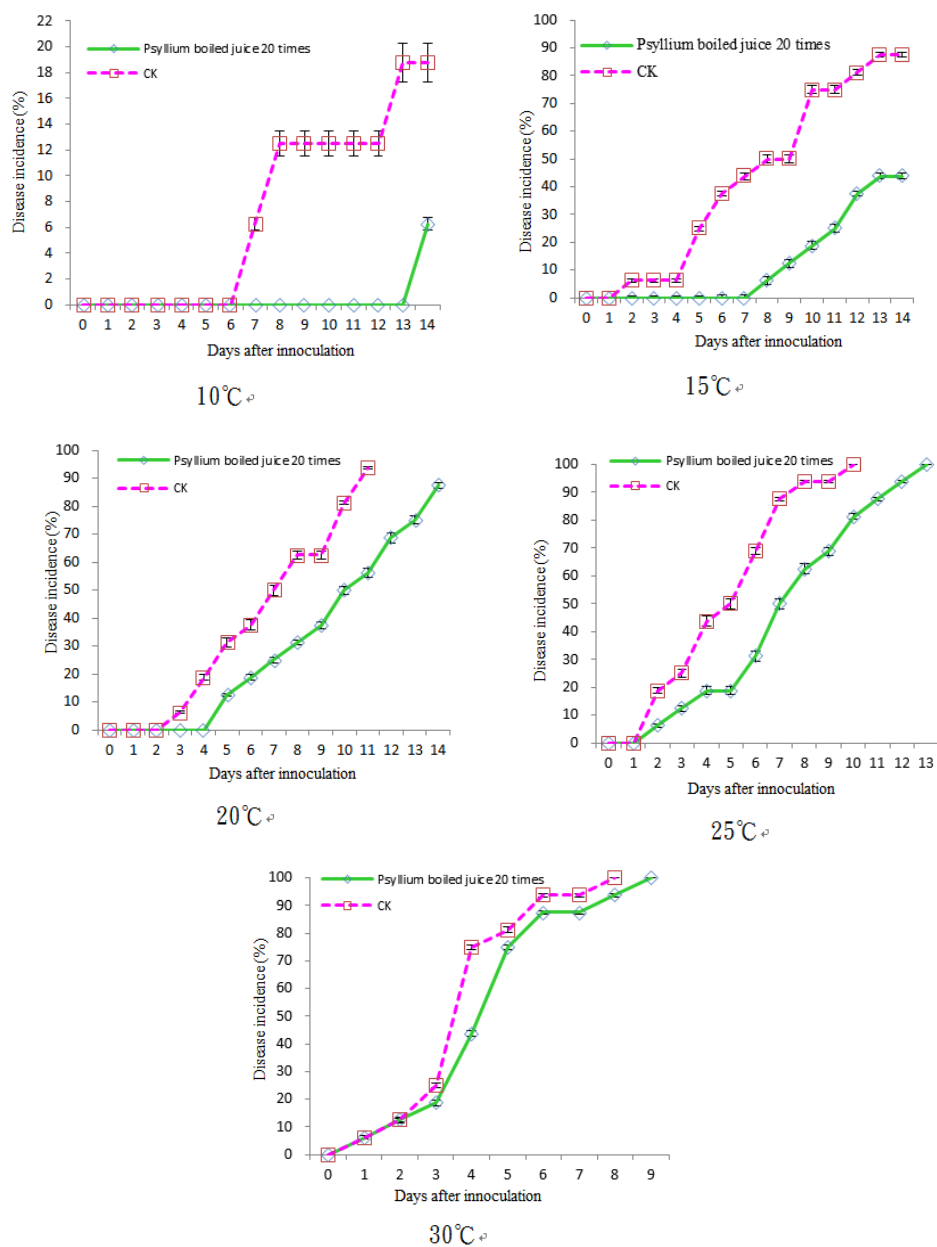 22
20
18
16
14
12
10
8
6
4
2
0
Disease incidence (%)
Psyllium boiled juice 20 times
CK
0 1 2 3 4 5 6 7 8 9 10 11 12 13 14
Days after innoculation
10℃
100
90
80
70
60
50
40
30
20
10
0
Disease incidence (%)
Psyllium boiled juice 20 times
CK
0 1 2 3 4 5 6 7 8 9 10 11 12 13 14
Days after innoculation
15℃
100
90
80
70
60
50
40
30
20
10
0
Disease incidence (%)
Psyllium boiled juice 20 times
CK
0 1 2 3 4 5 6 7 8 9 10 11 12 13 14
Days after innoculation
20℃
100
90
80
70
60
50
40
30
20
10
0
Disease incidence (%)
Psyllium boiled juice 20 times
CK
0 1 2 3 4 5 6 7 8 9 10 11 12 13
Days after innoculation
25℃
100
90
80
70
60
50
40
30
20
10
0
Disease incidence (%)
Psyllium boiled juice 20 times
CK
0 1 2 3 4 5 6 7 8 9
Days after innoculation
30℃